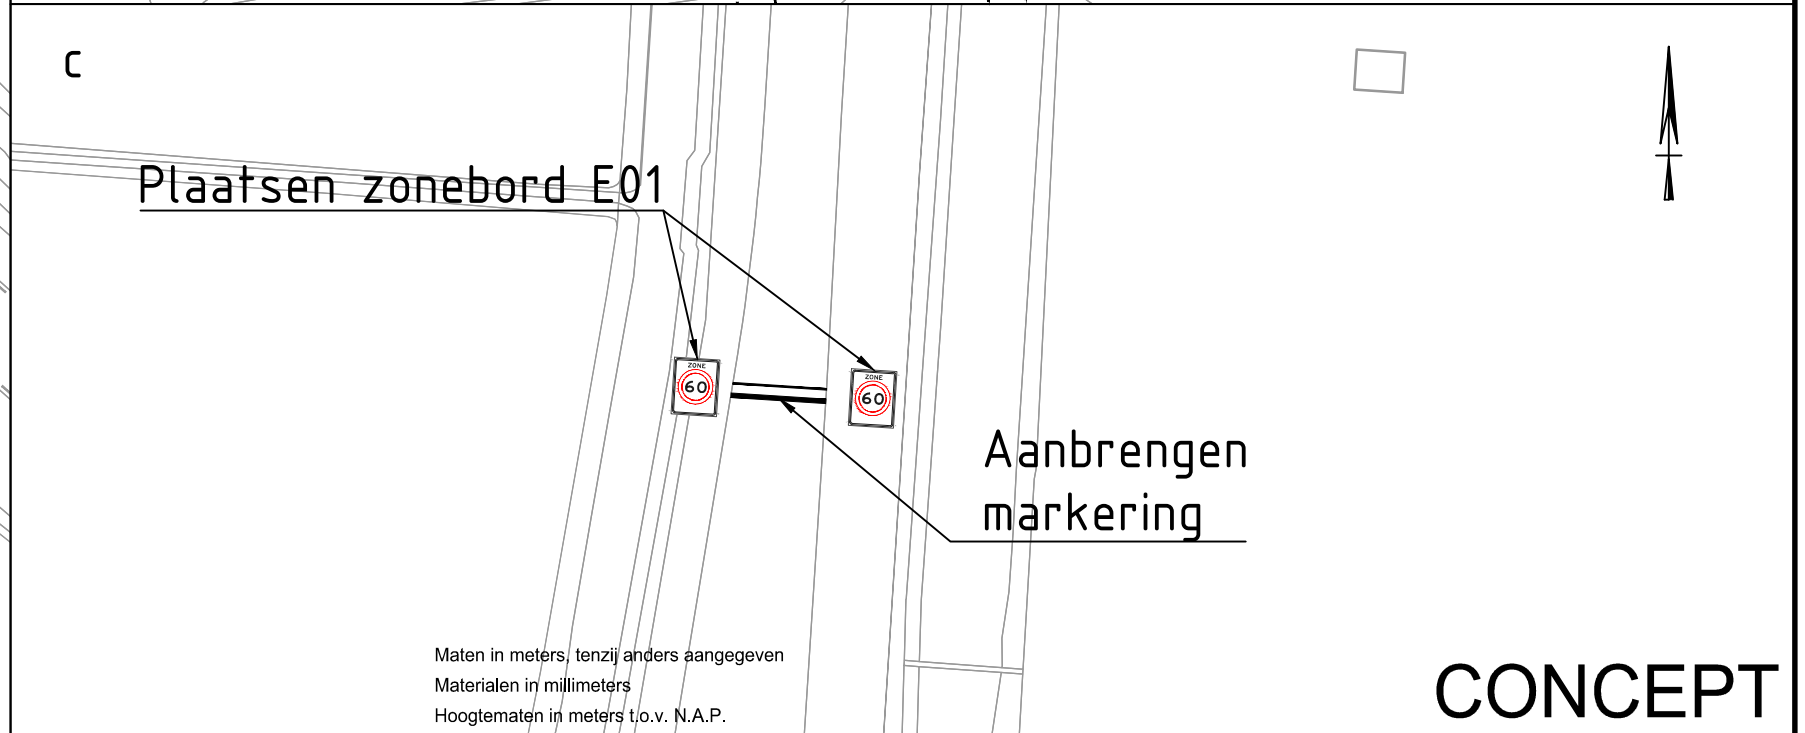 C
Plaatsen zonebord E01
ZONE
60
ZONE
60
Aanbrengen
markering
Maten in meters, tenzij anders aangegeven
Materialen in millimeters
Hoogtematen in meters t.o.v. N.A.P.
CONCEPT